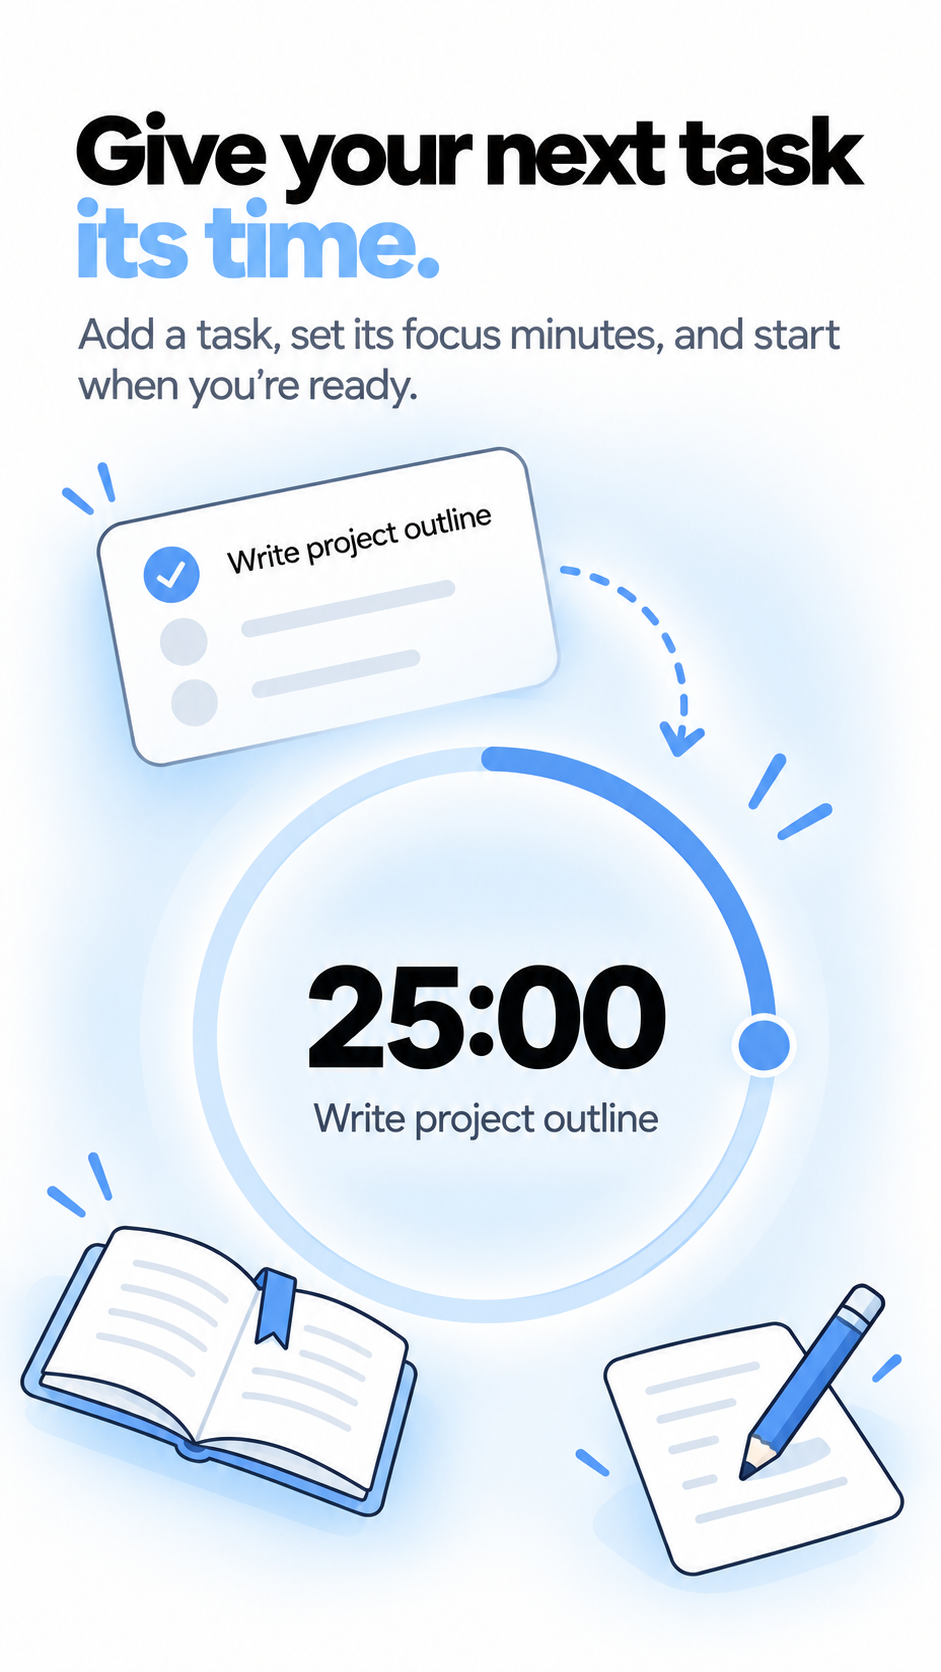 Give your next task
its time.
Add a task, set its focus minutes, and start
when you’re ready.
Write project outline
25:00
Write project outline